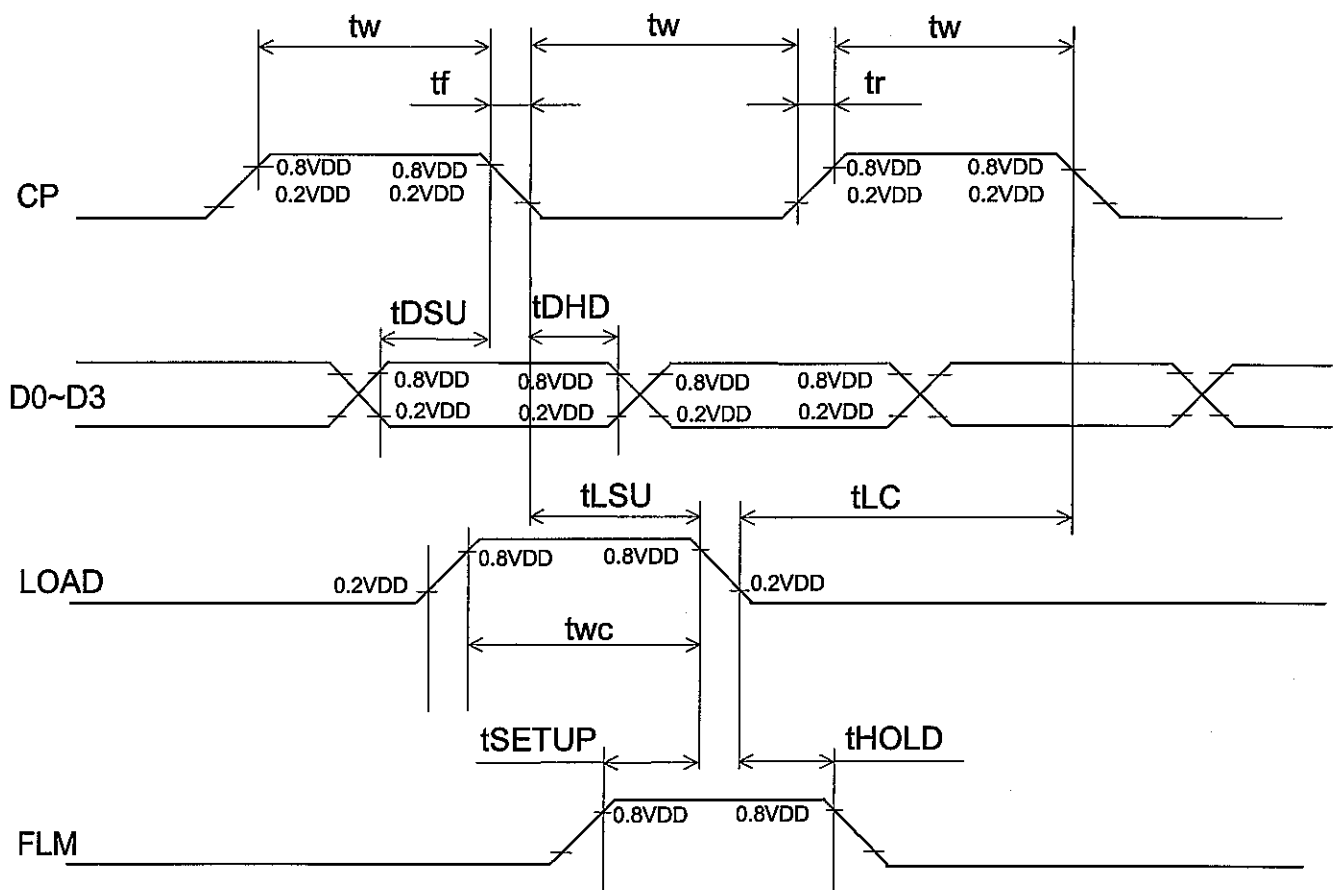 tw tw tw
tf tr
CP 0.8VDD 0.8VDD 0.8VDD 0.8VDD
0.2VDD 0.2VDD 0.2VDD 0.2VDD
tDSU tDHD
D0~D3 0.8VDD 0.8VDD 0.8VDD 0.8VDD
0.2VDD 0.2VDD 0.2VDD 0.2VDD
tLSU tLC
LOAD 0.8VDD 0.8VDD
0.2VDD 0.2VDD
twc
tSETUP tHOLD
FLM 0.8VDD 0.8VDD